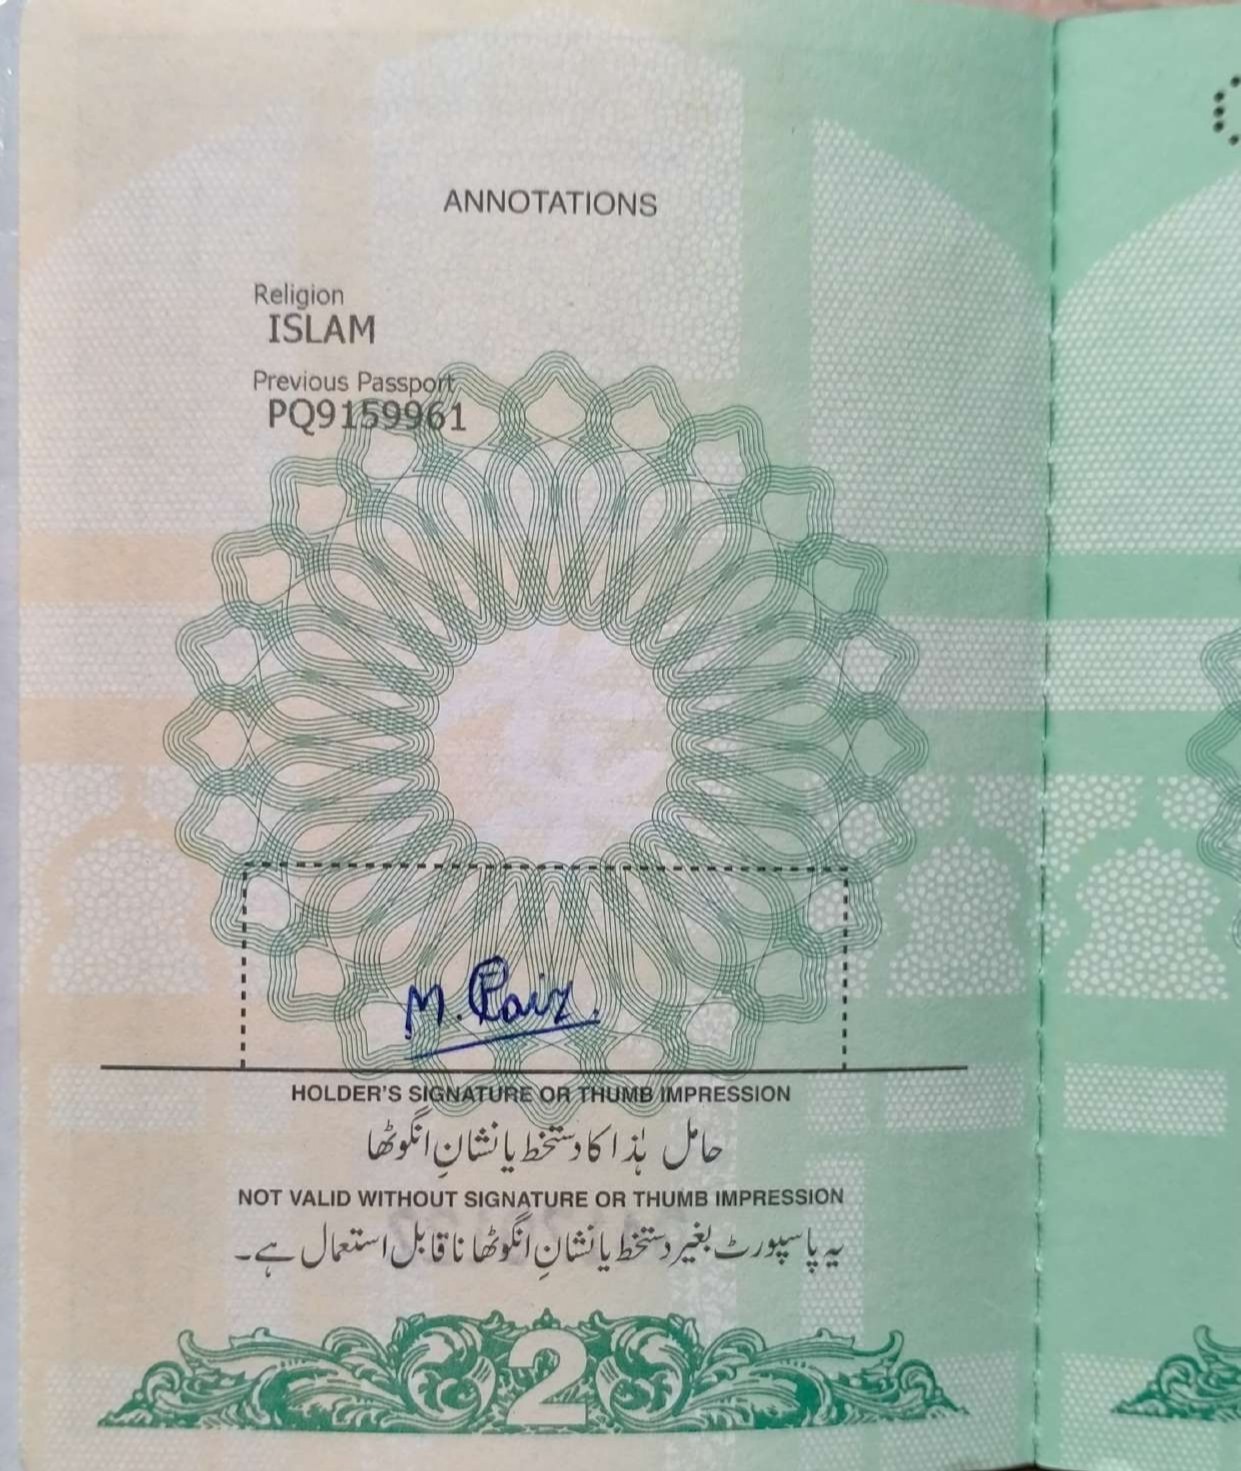 ANNOTATIONS
Religion
ISLAM
Previous Passport
PQ9159961
M. Raiz.
HOLDER'S SIGNATURE OR THUMB IMPRESSION
حامل ہٰذا کا دستخط یا نشانِ انگوٹھا
NOT VALID WITHOUT SIGNATURE OR THUMB IMPRESSION
یہ پاسپورٹ بغیر دستخط یا نشانِ انگوٹھا ناقابل استعمال ہے۔
2